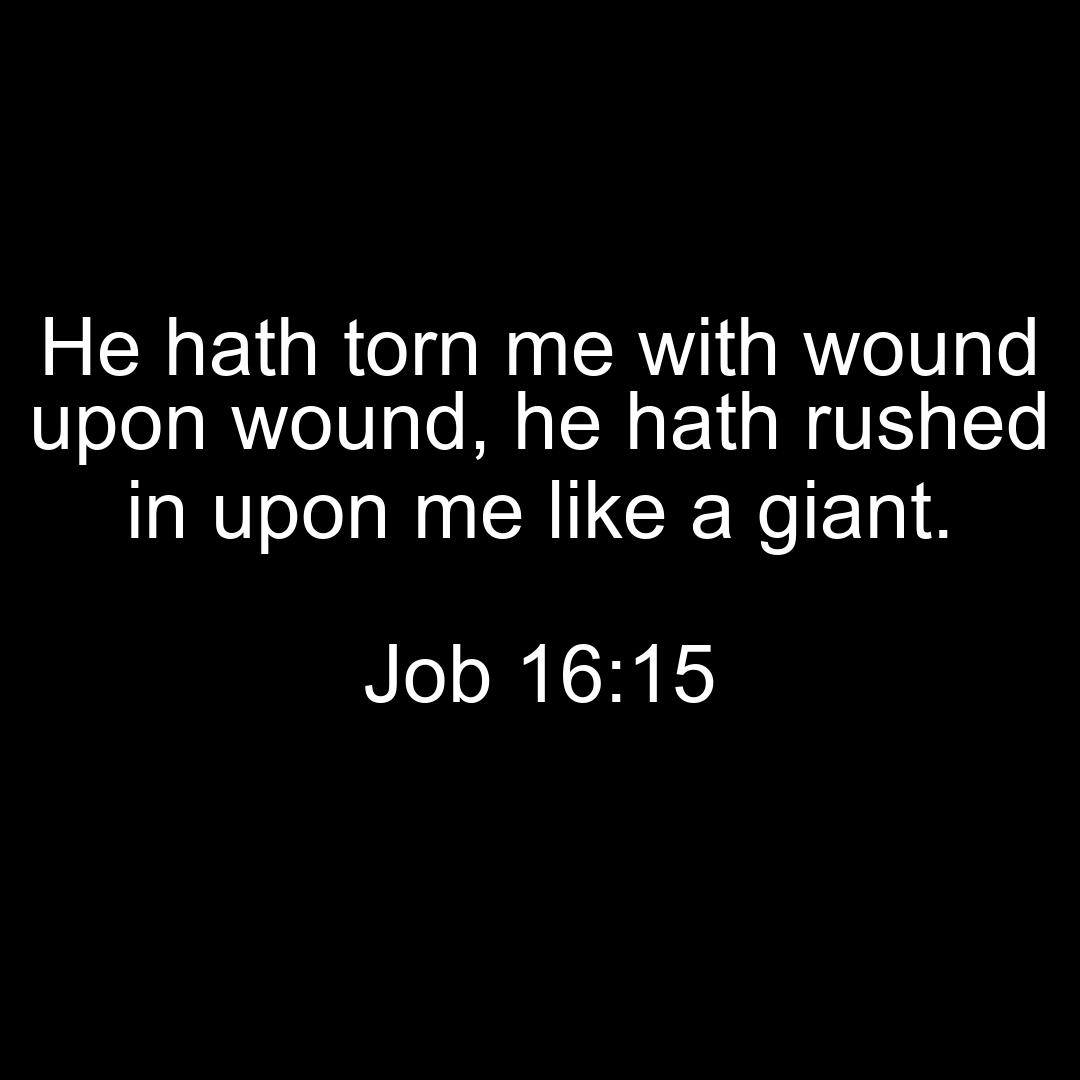 He hath torn me with wound
upon wound, he hath rushed
in upon me like a giant.
Job 16:15